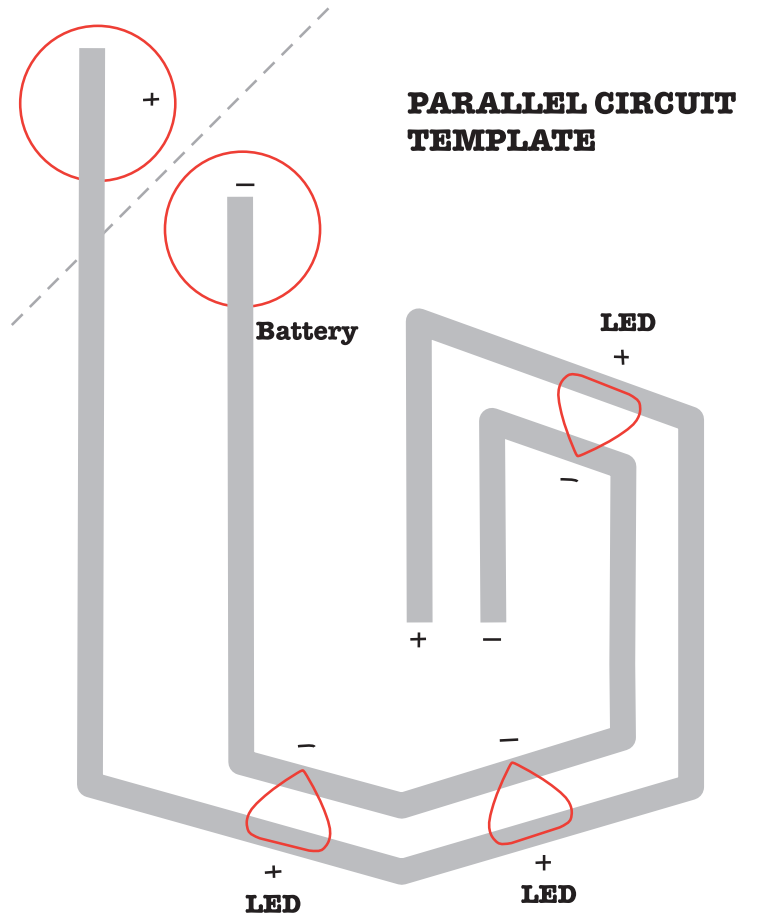 +
PARALLEL CIRCUIT
TEMPLATE
−
Battery
LED
+
−
+ −
− −
+ +
LED LED